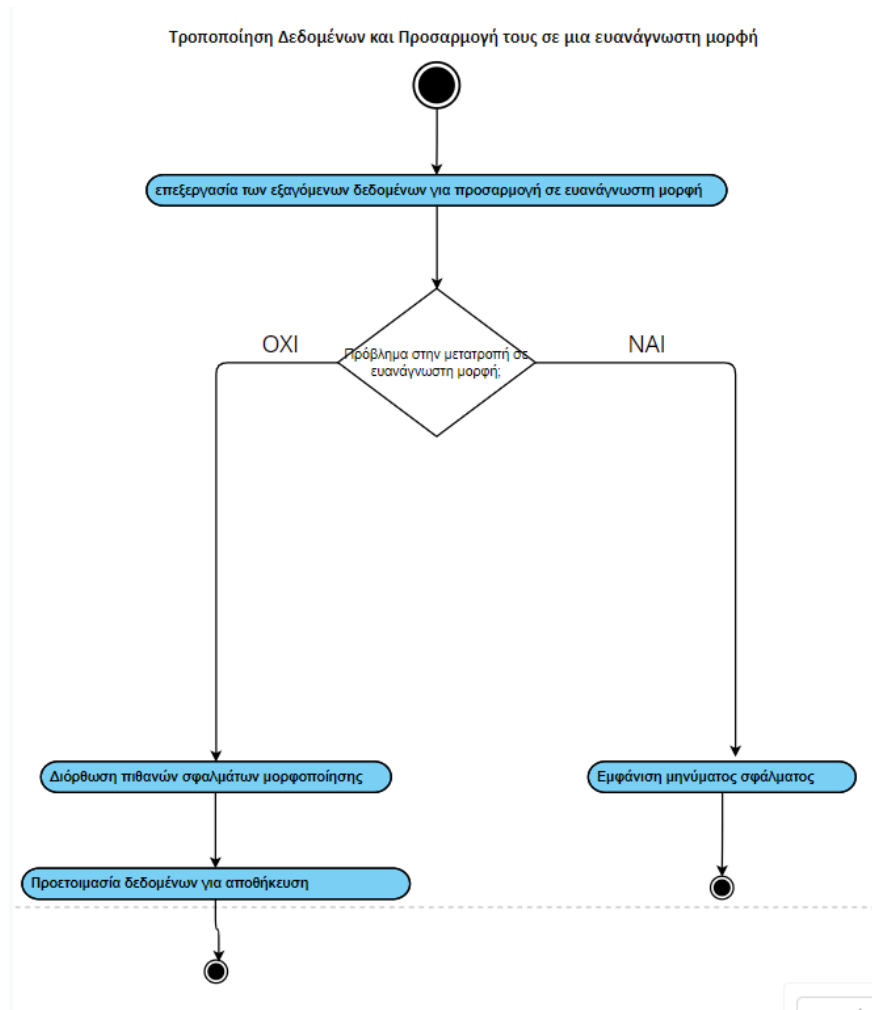 Τροποποίηση Δεδομένων και Προσαρμογή τους σε μια ευανάγνωστη μορφή
επεξεργασία των εξαγόμενων δεδομένων για προσαρμογή σε ευανάγνωστη μορφή
ΟΧΙ
ΝΑΙ
Πρόβλημα στην μετατροπή σε
ευανάγνωστη μορφή;
Διόρθωση πιθανών σφαλμάτων μορφοποίησης
Εμφάνιση μηνύματος σφάλματος
Προετοιμασία δεδομένων για αποθήκευση